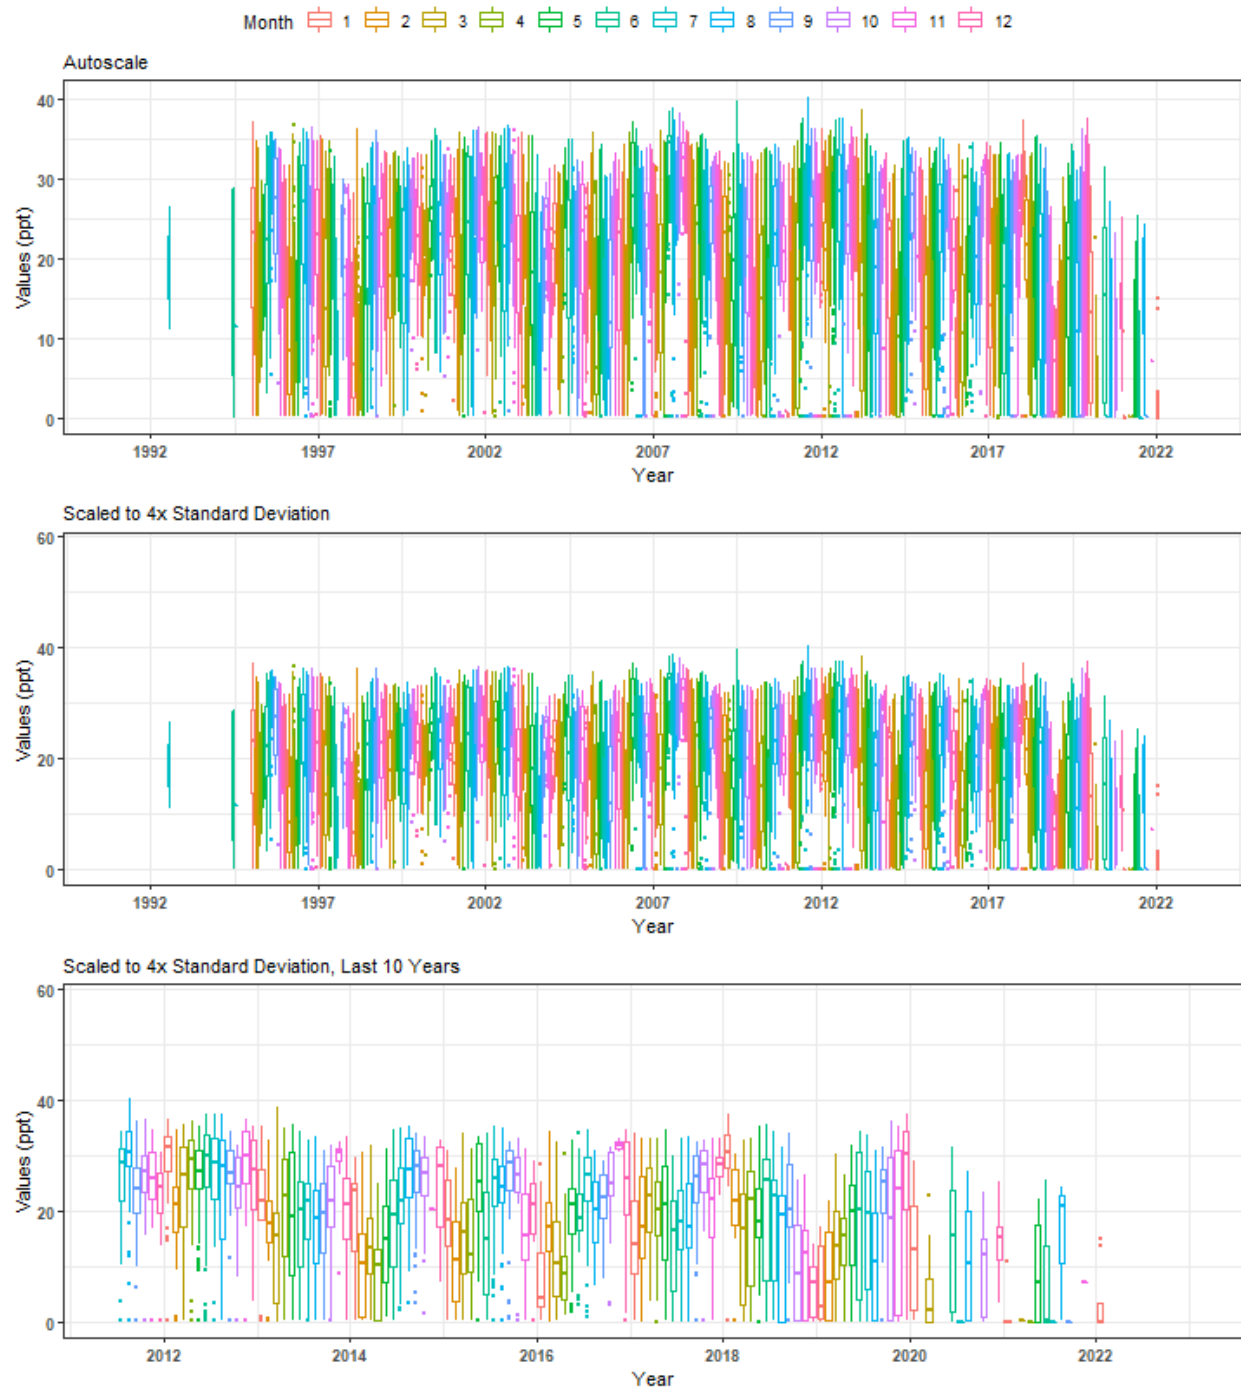 Month 1 2 3 4 5 6 7 8 9 10 11 12
Autoscale
40
30
20
10
0
Values (ppt)
1992 1997 2002 2007 2012 2017 2022
Year
Scaled to 4x Standard Deviation
60
40
20
0
Values (ppt)
1992 1997 2002 2007 2012 2017 2022
Year
Scaled to 4x Standard Deviation, Last 10 Years
60
40
20
0
Values (ppt)
2012 2014 2016 2018 2020 2022
Year